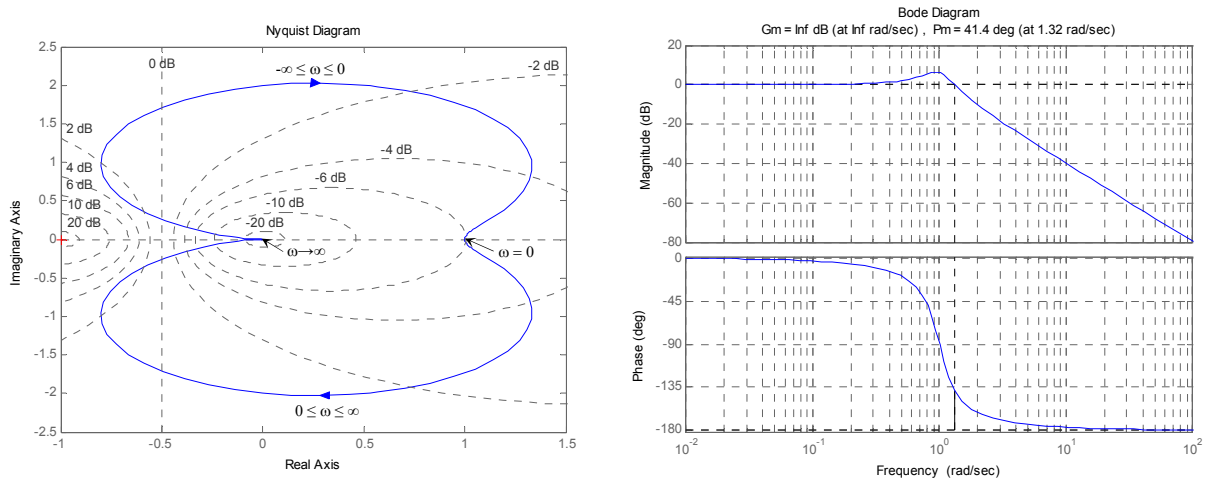 Nyquist Diagram
2.5
2
1.5
1
0.5
0
-0.5
-1
-1.5
-2
-2.5
Imaginary Axis
0 dB
-∞ ≤ ω ≤ 0
-2 dB
2 dB
4 dB
6 dB
10 dB
20 dB
-4 dB
-6 dB
-10 dB
-20 dB
ω→∞
ω = 0
0 ≤ ω ≤ ∞
-1
-0.5
0
0.5
1
1.5
Real Axis
Bode Diagram
Gm = Inf dB (at Inf rad/sec) , Pm = 41.4 deg (at 1.32 rad/sec)
20
0
-20
-40
-60
-80
Magnitude (dB)
0
-45
-90
-135
-180
Phase (deg)
10^-2
10^-1
10^0
10^1
10^2
Frequency (rad/sec)